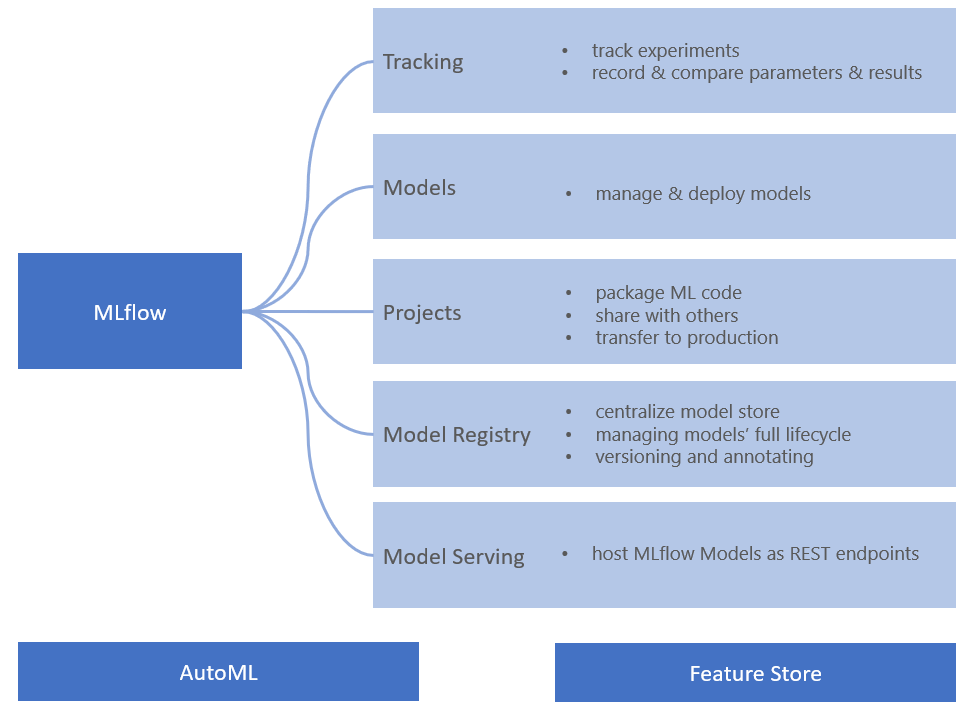 Tracking
• track experiments
• record & compare parameters & results
Models
• manage & deploy models
MLflow
Projects
• package ML code
• share with others
• transfer to production
Model Registry
• centralize model store
• managing models’ full lifecycle
• versioning and annotating
Model Serving
• host MLflow Models as REST endpoints
AutoML
Feature Store